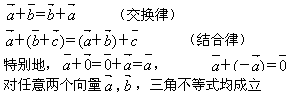 a⃗+b⃗=b⃗+a⃗ （交换律）
a⃗+(b⃗+c⃗)=(a⃗+b⃗)+c⃗ （结合律）
特别地，a⃗+0⃗=0⃗+a⃗=a⃗， a⃗+(−a⃗)=0⃗
对任意两个向量a⃗,b⃗，三角不等式均成立